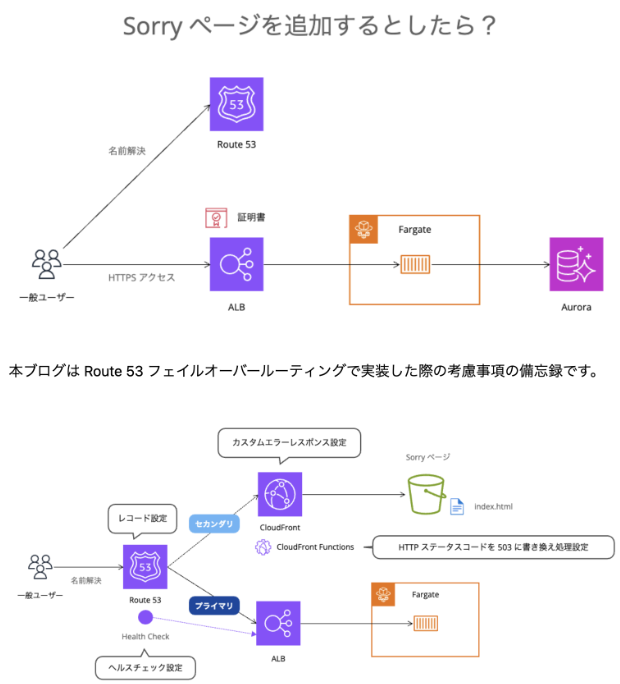 Sorry ページを追加するとしたら？
53
名前解決
Route 53
証明書
Fargate
一般ユーザー
HTTPS アクセス
ALB
Aurora
本ブログは Route 53 フェイルオーバールーティングで実装した際の考慮事項の備忘録です。
カスタムエラーレスポンス設定
Sorry ページ
index.html
レコード設定
セカンダリ
CloudFront
CloudFront Functions
HTTP ステータスコードを 503 に書き換え処理設定
53
名前解決
一般ユーザー
Route 53
プライマリ
Fargate
Health Check
ALB
ヘルスチェック設定